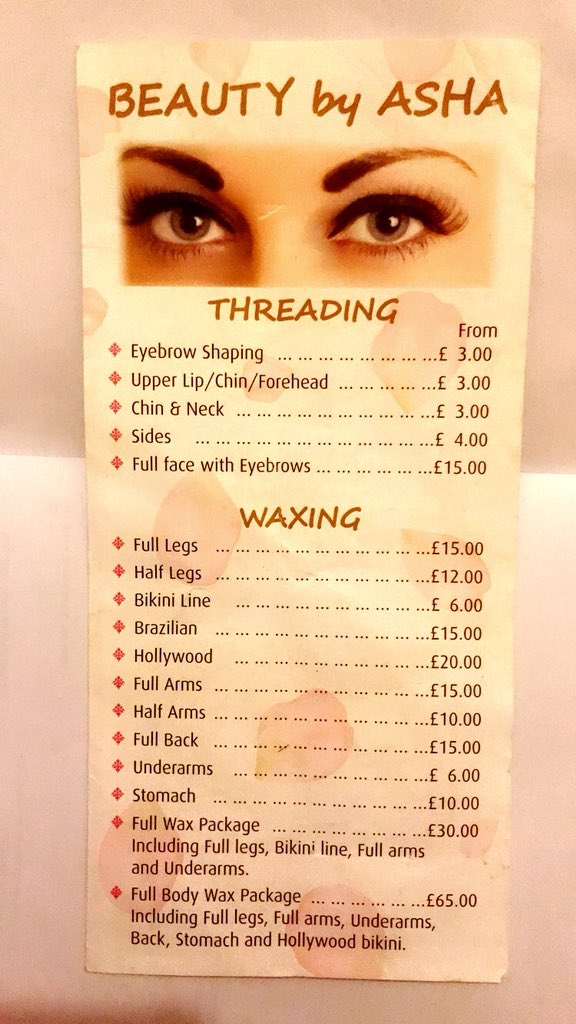 BEAUTY by ASHA
THREADING
From
Eyebrow Shaping ... ... ... ... ... ... ... ...£ 3.00
Upper Lip/Chin/Forehead ... ... ... ... ...£ 3.00
Chin & Neck ... ... ... ... ... ... ... ... ... ...£ 3.00
Sides ... ... ... ... ... ... ... ... ... ... ... ...£ 4.00
Full face with Eyebrows ... ... ... ... ... ...£15.00
WAXING
Full Legs ... ... ... ... ... ... ... ... ... ... ...£15.00
Half Legs ... ... ... ... ... ... ... ... ... ... ...£12.00
Bikini Line ... ... ... ... ... ... ... ... ... ...£ 6.00
Brazilian ... ... ... ... ... ... ... ... ... ... ...£15.00
Hollywood ... ... ... ... ... ... ... ... ... ...£20.00
Full Arms ... ... ... ... ... ... ... ... ... ... ...£15.00
Half Arms ... ... ... ... ... ... ... ... ... ... ...£10.00
Full Back ... ... ... ... ... ... ... ... ... ... ...£15.00
Underarms ... ... ... ... ... ... ... ... ... ...£ 6.00
Stomach ... ... ... ... ... ... ... ... ... ... ...£10.00
Full Wax Package ... ... ... ... ... ... ... ...£30.00
Including Full legs, Bikini line, Full arms
and Underarms.
Full Body Wax Package ... ... ... ... ... ...£65.00
Including Full legs, Full arms, Underarms,
Back, Stomach and Hollywood bikini.